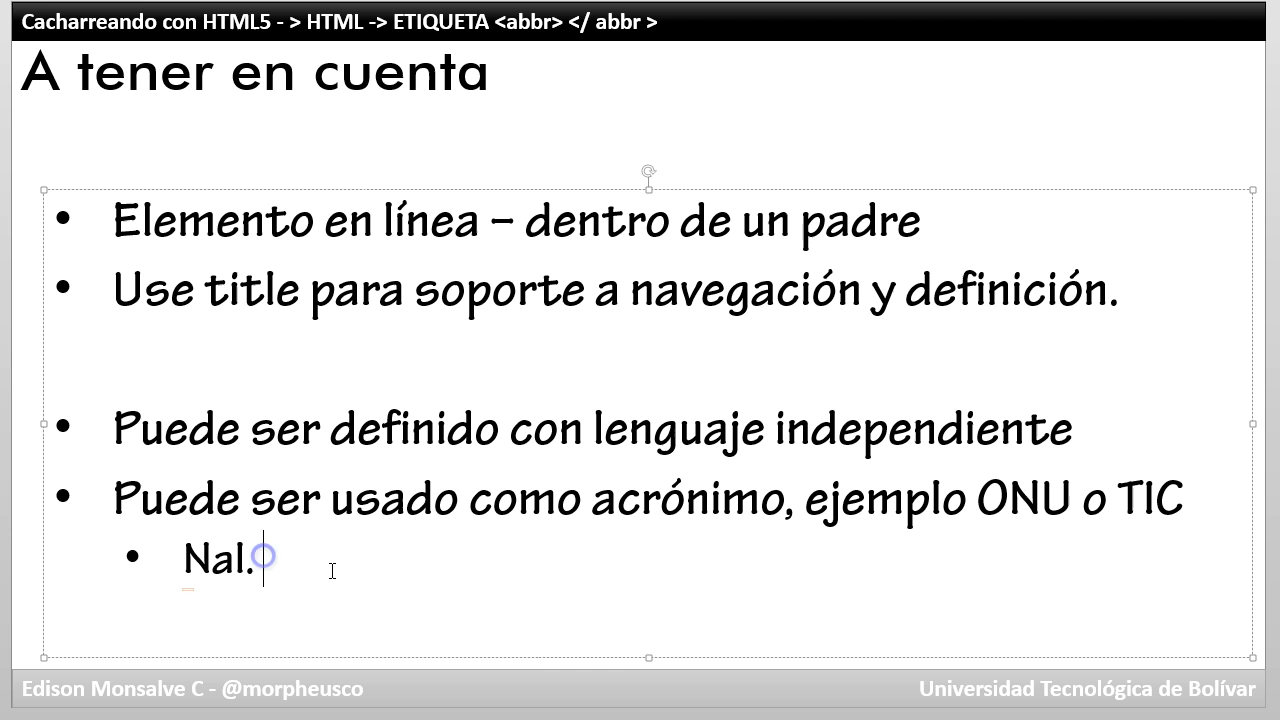 Cacharreando con HTML5 - > HTML -> ETIQUETA <abbr> </ abbr >
A tener en cuenta
• Elemento en línea – dentro de un padre
• Use title para soporte a navegación y definición.
• Puede ser definido con lenguaje independiente
• Puede ser usado como acrónimo, ejemplo ONU o TIC
• Nal.
Edison Monsalve C - @morpheusco
Universidad Tecnológica de Bolívar